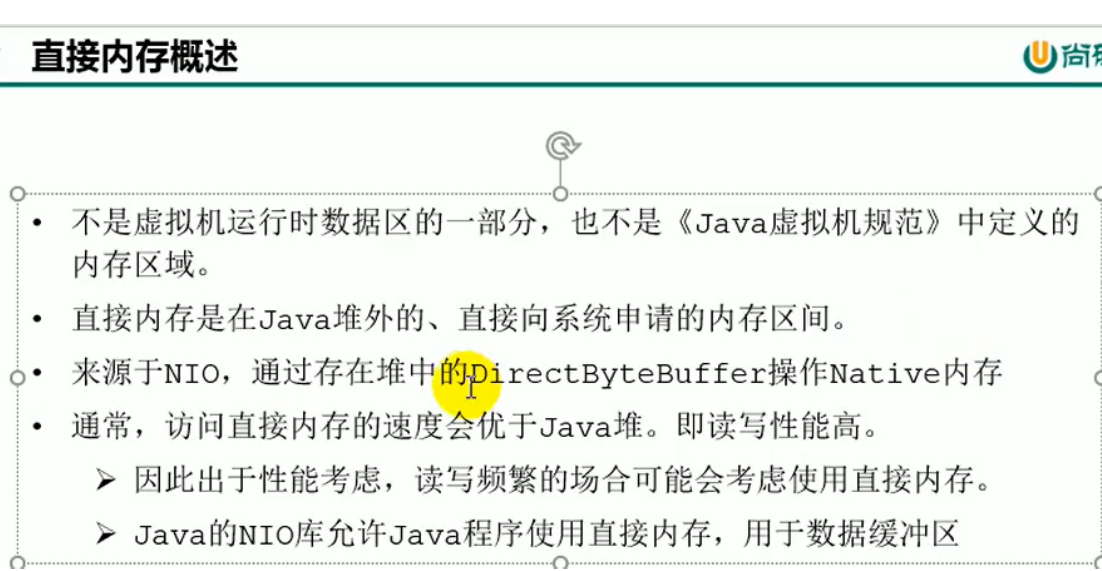 直接内存概述
尚
• 不是虚拟机运行时数据区的一部分，也不是《Java虚拟机规范》中定义的
内存区域。
• 直接内存是在Java堆外的、直接向系统申请的内存区间。
• 来源于NIO，通过存在堆中的DirectByteBuffer操作Native内存
• 通常，访问直接内存的速度会优于Java堆。即读写性能高。
➢ 因此出于性能考虑，读写频繁的场合可能会考虑使用直接内存。
➢ Java的NIO库允许Java程序使用直接内存，用于数据缓冲区